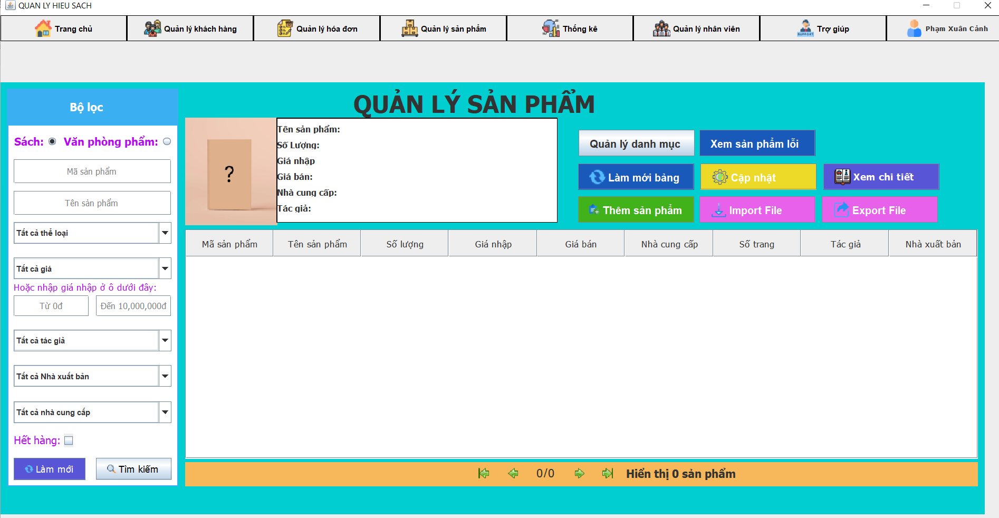 QUAN LY HIEU SACH
Trang chủ
Quản lý khách hàng
Quản lý hóa đơn
Quản lý sản phẩm
Thống kê
Quản lý nhân viên
SUPPORT
Trợ giúp
Phạm Xuân Cảnh
QUẢN LÝ SẢN PHẨM
Bộ lọc
Sách: Văn phòng phẩm:
Mã sản phẩm
Tên sản phẩm
Tất cả thể loại
Tất cả giá
Hoặc nhập giá nhập ở ô dưới đây:
Từ 0đ Đến 10,000,000đ
Tất cả tác giả
Tất cả Nhà xuất bản
Tất cả nhà cung cấp
Hết hàng:
Làm mới Tìm kiếm
?
Tên sản phẩm:
Số Lượng:
Giá nhập
Giá bán:
Nhà cung cấp:
Tác giả:
Quản lý danh mục Xem sản phẩm lỗi
Làm mới bảng Cập nhật Xem chi tiết
Thêm sản phẩm Import File Export File
Mã sản phẩm Tên sản phẩm Số lượng Giá nhập Giá bán Nhà cung cấp Số trang Tác giả Nhà xuất bản
0/0 Hiển thị 0 sản phẩm